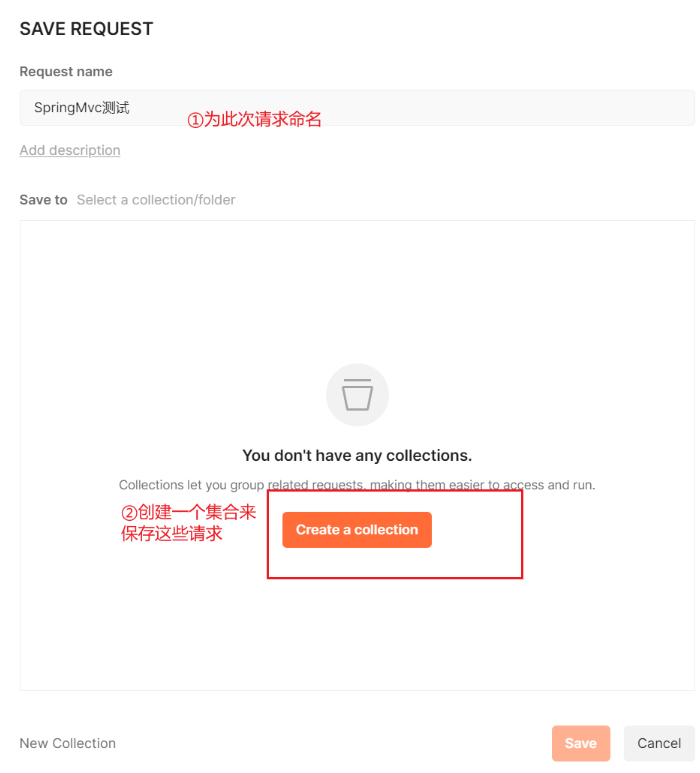 SAVE REQUEST
Request name
SpringMvc测试
①为此次请求命名
Add description
Save to Select a collection/folder
You don't have any collections.
Collections let you group related requests, making them easier to access and run.
②创建一个集合来
保存这些请求
Create a collection
New Collection
Save
Cancel